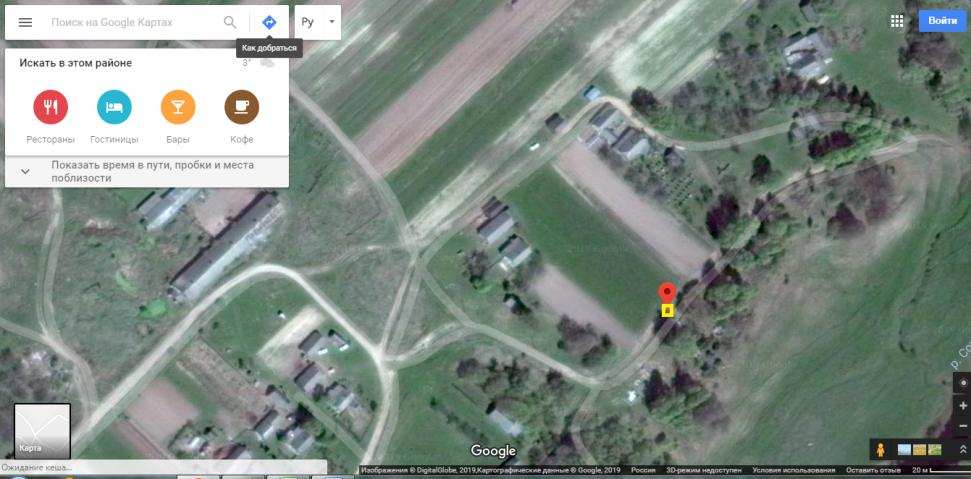 Поиск на Google Картах
Ру
Войти
Как добраться
Искать в этом районе
3°
Рестораны
Гостиницы
Бары
Кофе
Показать время в пути, пробки и места
поблизости
Карта
Google
Ожидание кеша...
Изображения © DigitalGlobe, 2019,Картографические данные © Google, 2019 Россия 3D-режим недоступен Условия использования Оставить отзыв 20 м